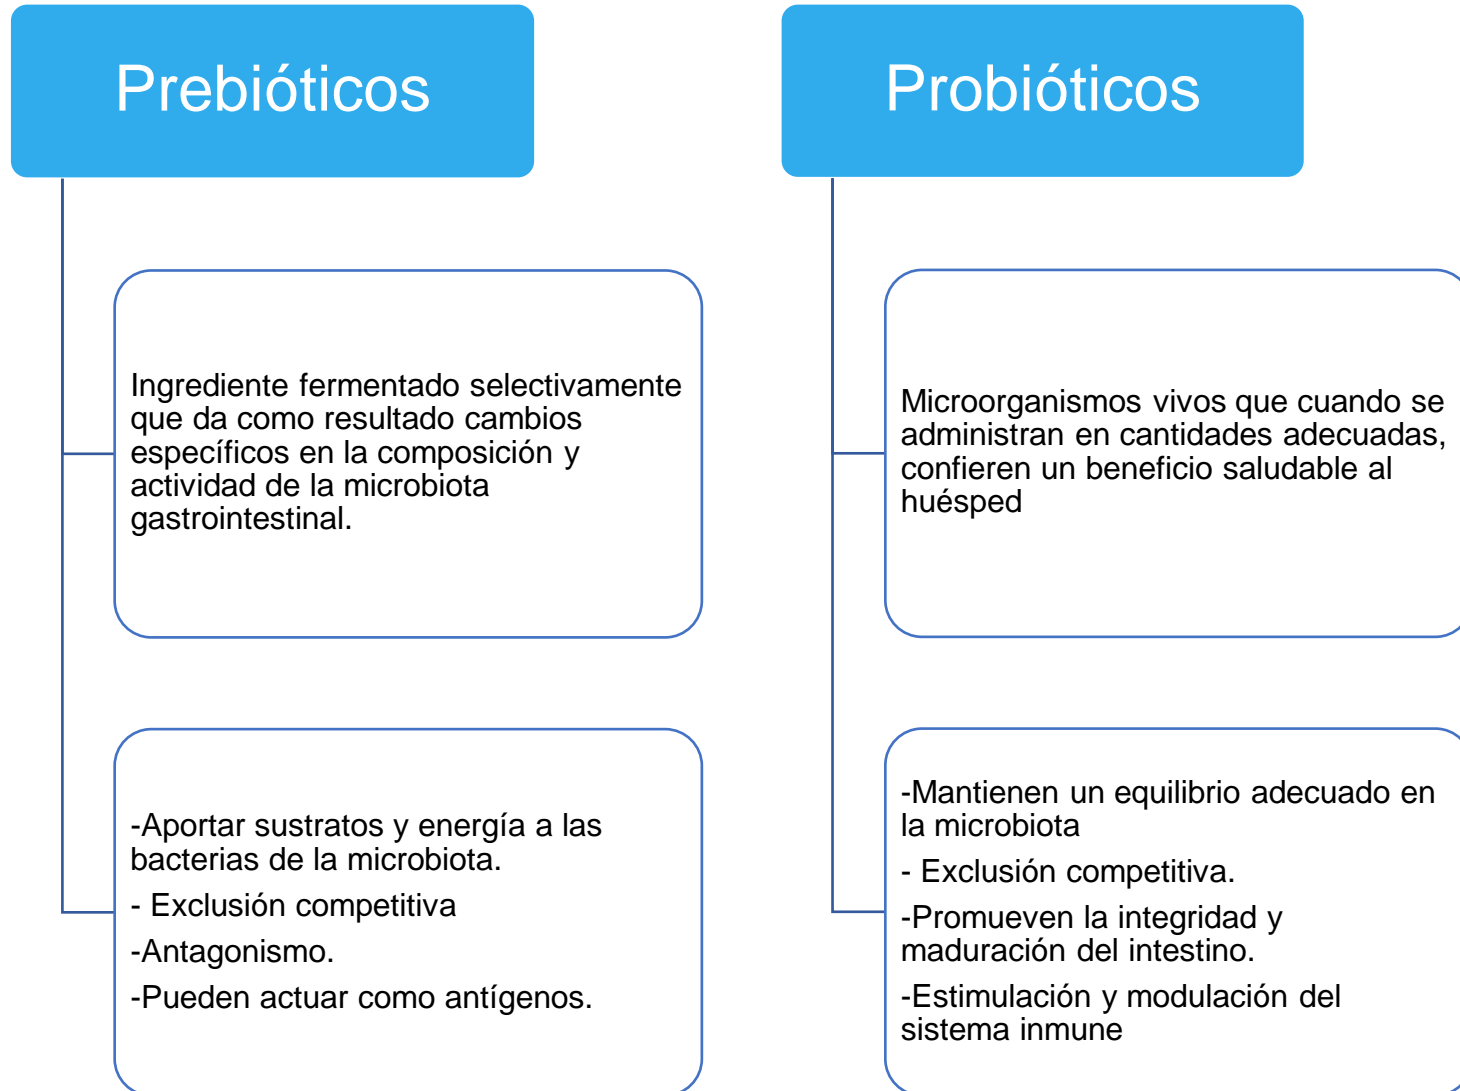 Prebióticos
Ingrediente fermentado selectivamente
que da como resultado cambios
específicos en la composición y
actividad de la microbiota
gastrointestinal.
-Aportar sustratos y energía a las
bacterias de la microbiota.
- Exclusión competitiva
-Antagonismo.
-Pueden actuar como antígenos.
Probióticos
Microorganismos vivos que cuando se
administran en cantidades adecuadas,
confieren un beneficio saludable al
huésped
-Mantienen un equilibrio adecuado en
la microbiota
- Exclusión competitiva.
-Promueven la integridad y
maduración del intestino.
-Estimulación y modulación del
sistema inmune